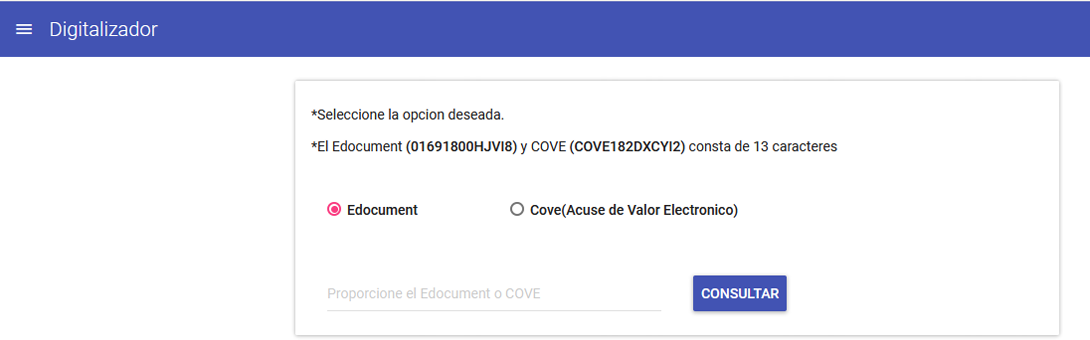 Digitalizador
*Seleccione la opcion deseada.
*El Edocument (01691800HJVI8) y COVE (COVE182DXCYI2) consta de 13 caracteres
Edocument
Cove(Acuse de Valor Electronico)
Proporcione el Edocument o COVE
CONSULTAR